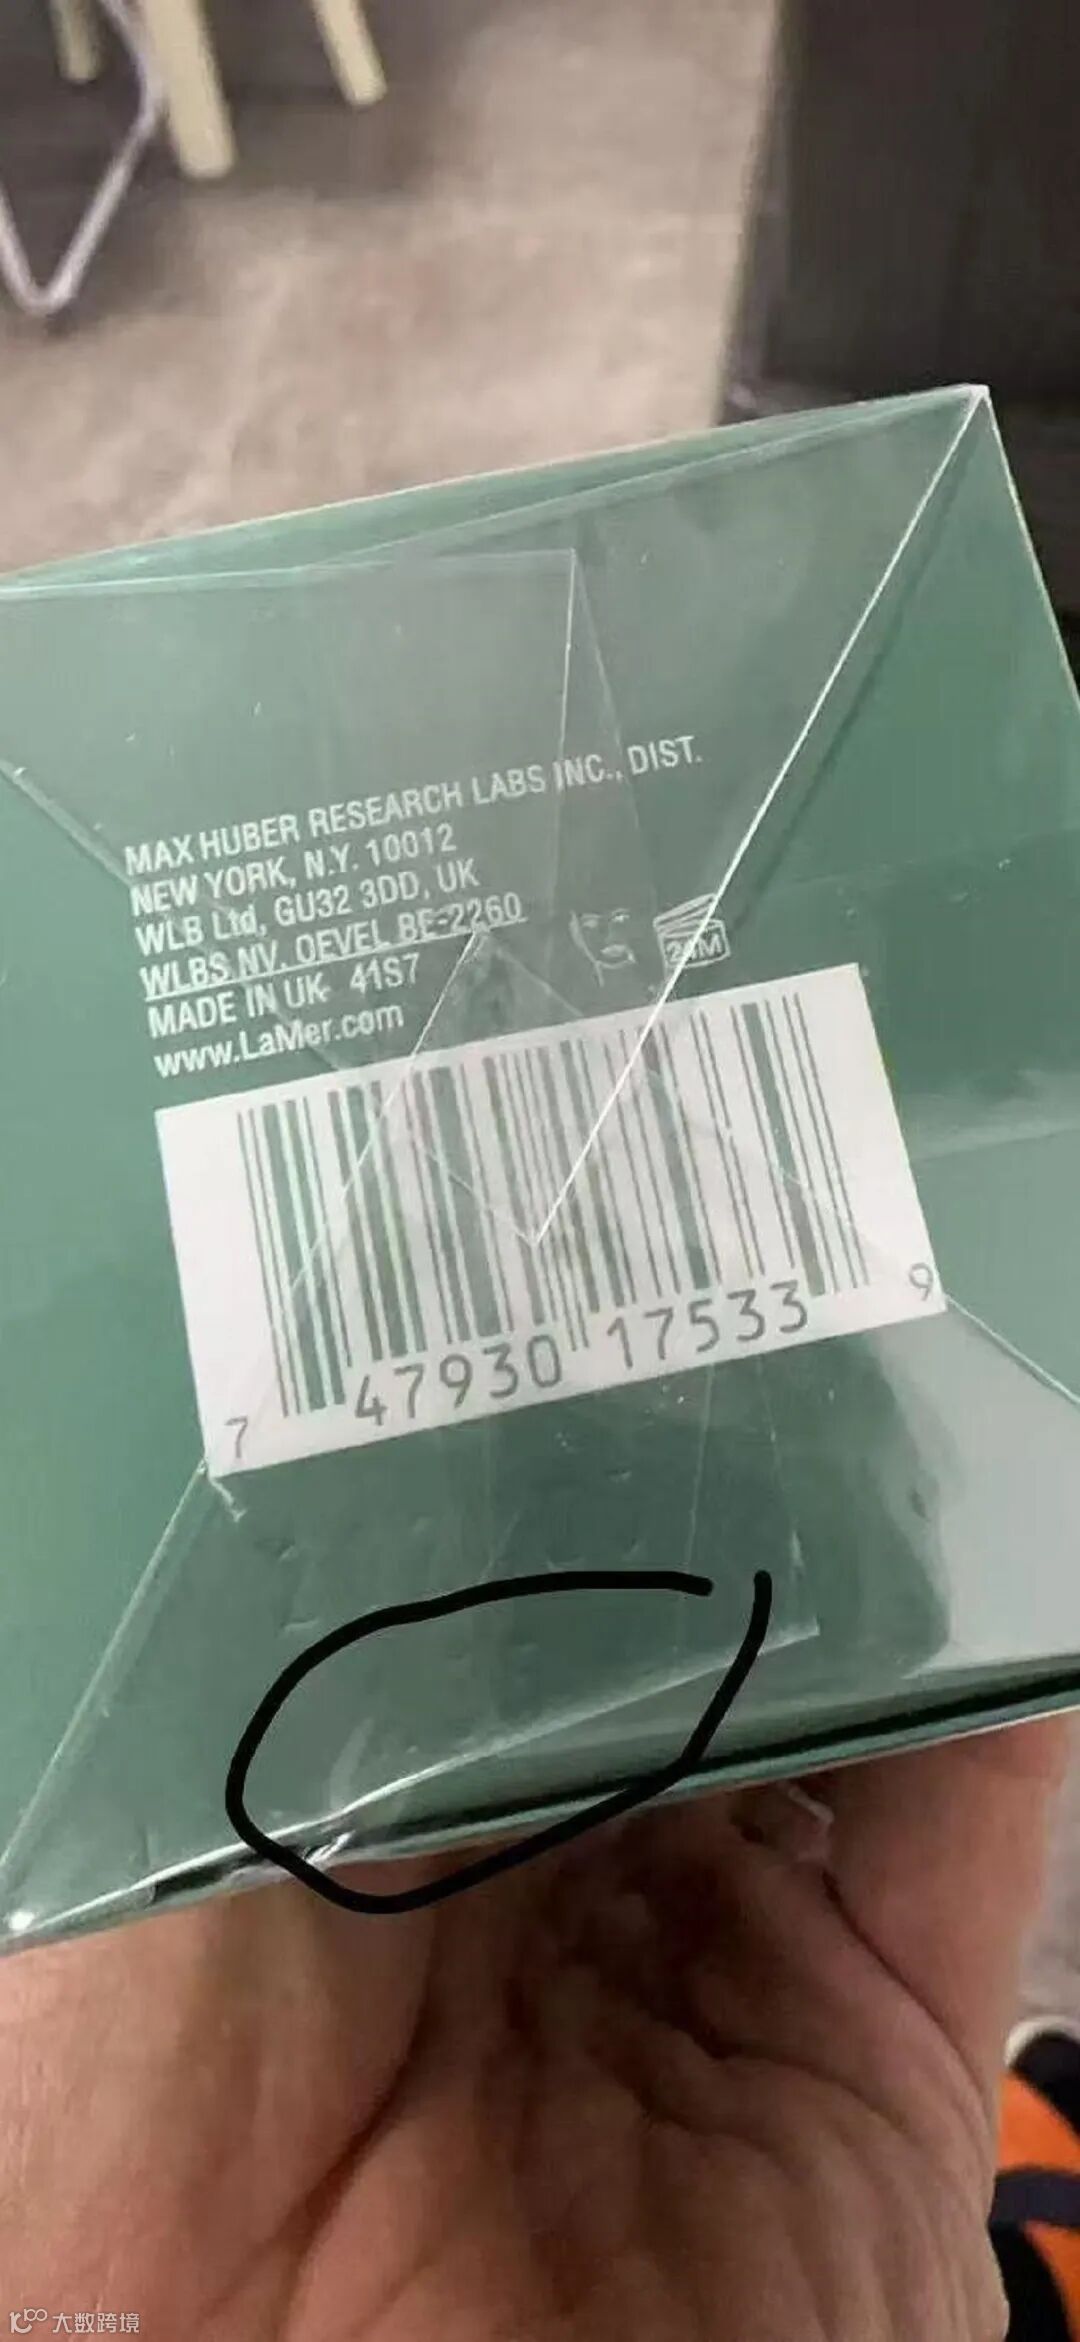 MAX HUBER RESEARCH LABS INC., DIST.
NEW YORK, N.Y. 10012
WLB Ltd, GU32 3DD, UK
WLBS NV. OEVEL BE-2260
MADE IN UK 41S7
www.LaMer.com
24M
7 47930 17533 9
大数跨境